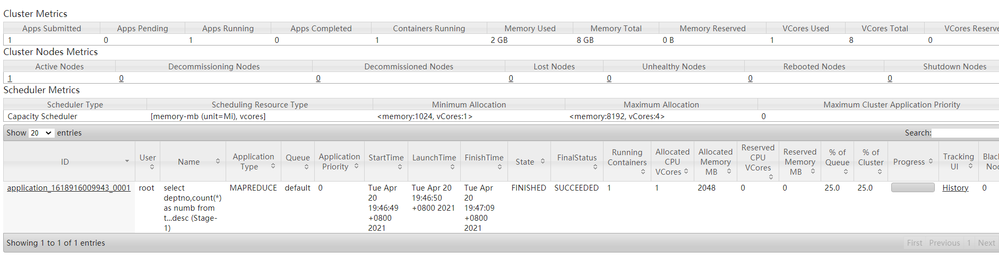 Cluster Metrics
Apps Submitted Apps Pending Apps Running Apps Completed Containers Running Memory Used Memory Total Memory Reserved VCores Used VCores Total VCores Reserve
1 0 1 0 1 2 GB 8 GB 0 B 1 8 0
Cluster Nodes Metrics
Active Nodes Decommissioning Nodes Decommissioned Nodes Lost Nodes Unhealthy Nodes Rebooted Nodes Shutdown Nodes
1 0 0 0 0 0 0
Scheduler Metrics
Scheduler Type Scheduling Resource Type Minimum Allocation Maximum Allocation Maximum Cluster Application Priority
Capacity Scheduler [memory-mb (unit=Mi), vcores] <memory:1024, vCores:1> <memory:8192, vCores:4> 0
Show 20 entries Search:
ID User Name Application Type Queue Application Priority StartTime LaunchTime FinishTime State FinalStatus Running Containers Allocated CPU VCores Allocated Memory MB Reserved CPU VCores Reserved Memory MB % of Queue % of Cluster Progress Tracking UI Blac Noc
application_1618916009943_0001 root select MAPREDUCE default 0 Tue Apr Tue Apr 20 Tue Apr FINISHED SUCCEEDED 1 1 2048 0 0 25.0 25.0 History 0
deptno,count(*) 20 19:46:50 20
as numb from 19:46:49 +0800 2021 19:47:09
t...desc (Stage- +0800 +0800
1) 2021 2021
Showing 1 to 1 of 1 entries First Previous 1 Next